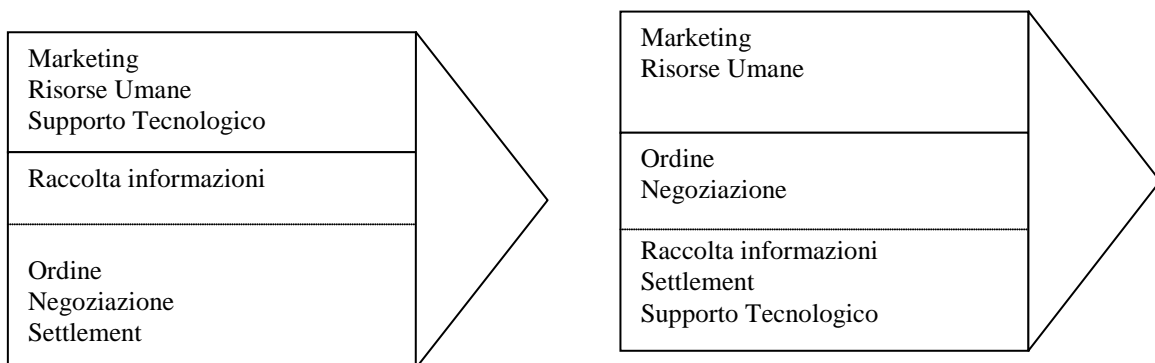 Marketing
Risorse Umane
Supporto Tecnologico
Raccolta informazioni
Ordine
Negoziazione
Settlement
Marketing
Risorse Umane
Ordine
Negoziazione
Raccolta informazioni
Settlement
Supporto Tecnologico